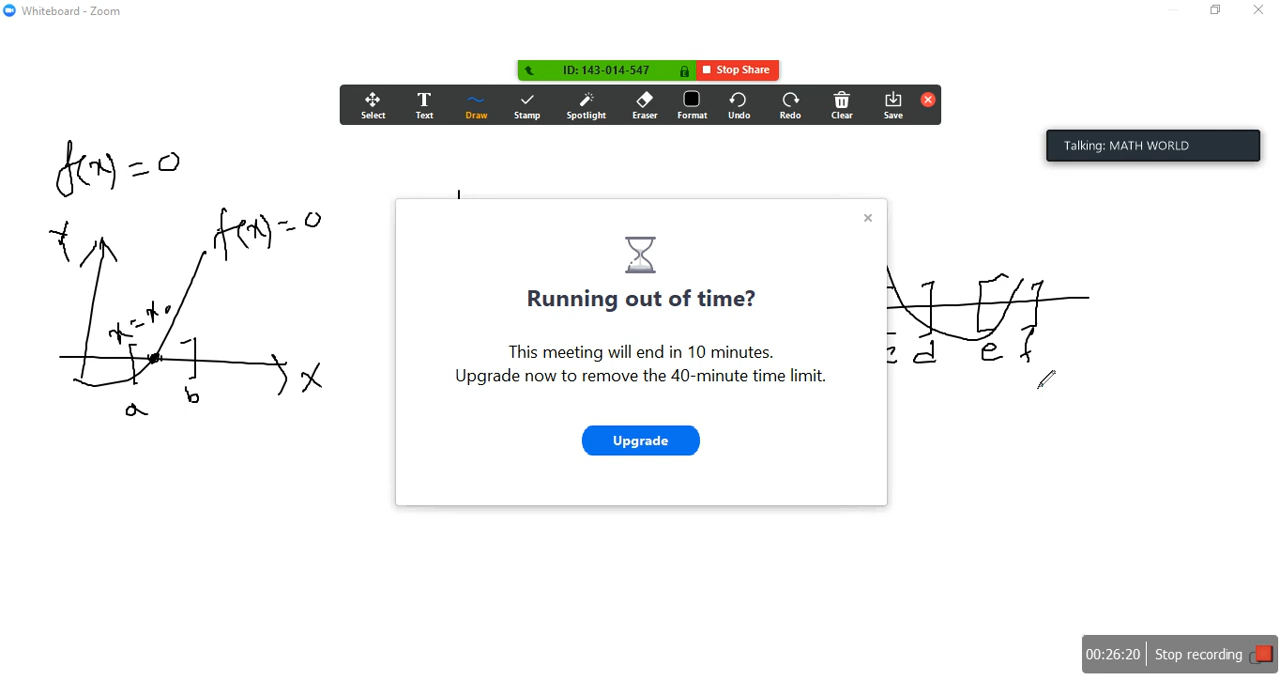 Whiteboard - Zoom
ID: 143-014-547 Stop Share
Select Text Draw Stamp Spotlight Eraser Format Undo Redo Clear Save
Talking: MATH WORLD
f(x) = 0
f(x) = 0
x = x₀
a
b
X
Running out of time?
This meeting will end in 10 minutes.
Upgrade now to remove the 40-minute time limit.
Upgrade
d
e
f
00:26:20 Stop recording